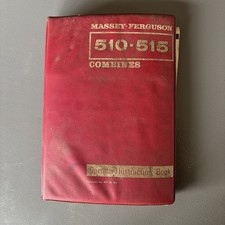 MASSEY-FERGUSON
510·515
COMBINES
Instruction Book